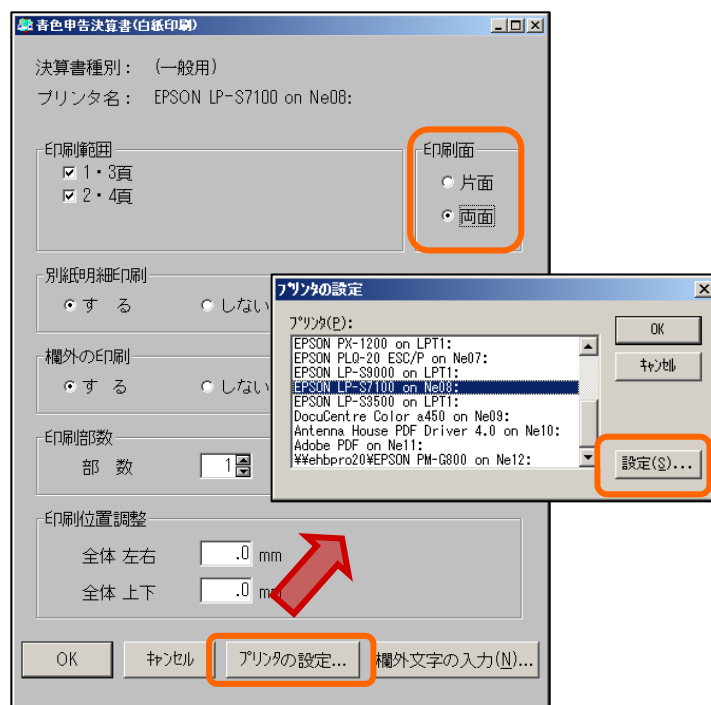 青色申告決算書(白紙印刷)
決算書種別： (一般用)
プリンタ名： EPSON LP-S7100 on Ne08:
印刷範囲
1・3頁
2・4頁
印刷面
片面
両面
別紙明細印刷
する
しない
欄外の印刷
する
しない
印刷部数
部 数 1
印刷位置調整
全体 左右 .0 mm
全体 上下 .0 mm
OK
ｷｬﾝｾﾙ
ﾌﾟﾘﾝﾀの設定...
欄外文字の入力(N)...
ﾌﾟﾘﾝﾀの設定
ﾌﾟﾘﾝﾀ(P):
EPSON PX-1200 on LPT1:
EPSON PLQ-20 ESC/P on Ne07:
EPSON LP-S9000 on LPT1:
EPSON LP-S7100 on Ne08:
EPSON LP-S3500 on LPT1:
DocuCentre Color a450 on Ne09:
Antenna House PDF Driver 4.0 on Ne10:
Adobe PDF on Ne11:
¥¥ehbpro20¥EPSON PM-G800 on Ne12:
OK
ｷｬﾝｾﾙ
設定(S)...